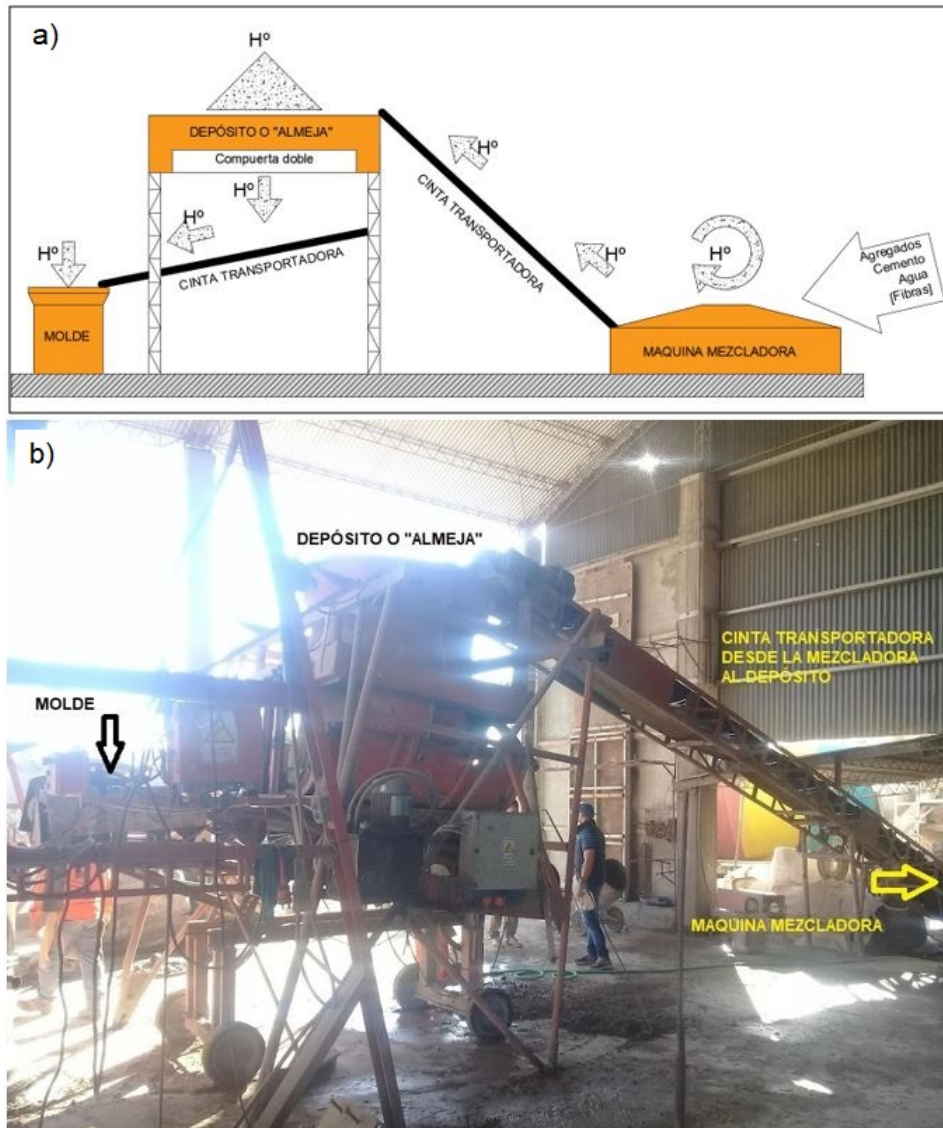 a)
Hº
DEPÓSITO O "ALMEJA"
Compuerta doble
Hº
Hº
Hº
CINTA TRANSPORTADORA
MOLDE
Hº
CINTA TRANSPORTADORA
Hº
Hº
Agregados
Cemento
Agua
[Fibras]
MAQUINA MEZCLADORA
b)
DEPÓSITO O "ALMEJA"
CINTA TRANSPORTADORA
DESDE LA MEZCLADORA
AL DEPÓSITO
MOLDE
MAQUINA MEZCLADORA